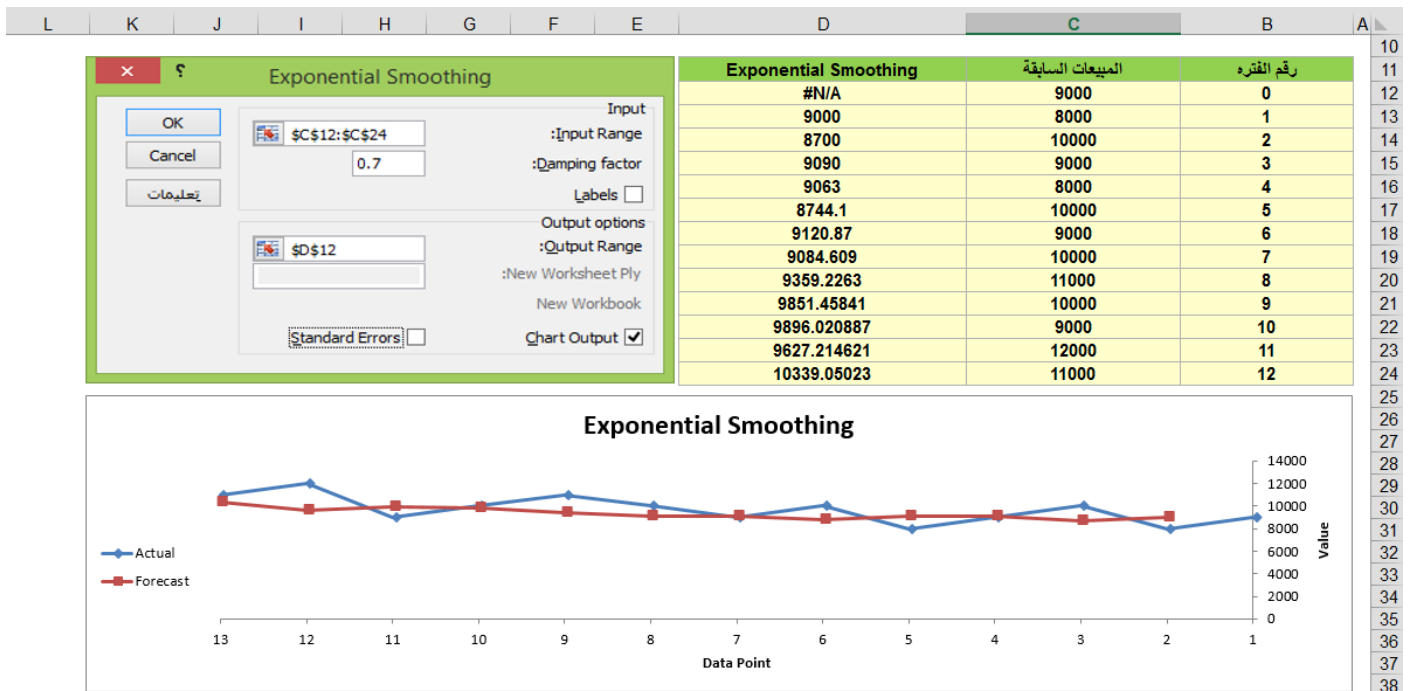 L K J I H G F E D C B A
10
11
12
13
14
15
16
17
18
19
20
21
22
23
24
25
26
27
28
29
30
31
32
33
34
35
36
37
38
× ؟ Exponential Smoothing
Input
OK
Cancel
تعليمات
$C$12:$C$24 :Input Range
0.7 :Damping factor
Labels
Output options
$D$12 :Output Range
:New Worksheet Ply
New Workbook
Standard Errors Chart Output
Exponential Smoothing المبيعات السابقة رقم الفتره
#N/A 9000 0
9000 8000 1
8700 10000 2
9090 9000 3
9063 8000 4
8744.1 10000 5
9120.87 9000 6
9084.609 10000 7
9359.2263 11000 8
9851.45841 10000 9
9896.020887 9000 10
9627.214621 12000 11
10339.05023 11000 12
Exponential Smoothing
14000
12000
10000
8000
6000
4000
2000
0
Value
Actual
Forecast
13 12 11 10 9 8 7 6 5 4 3 2 1
Data Point